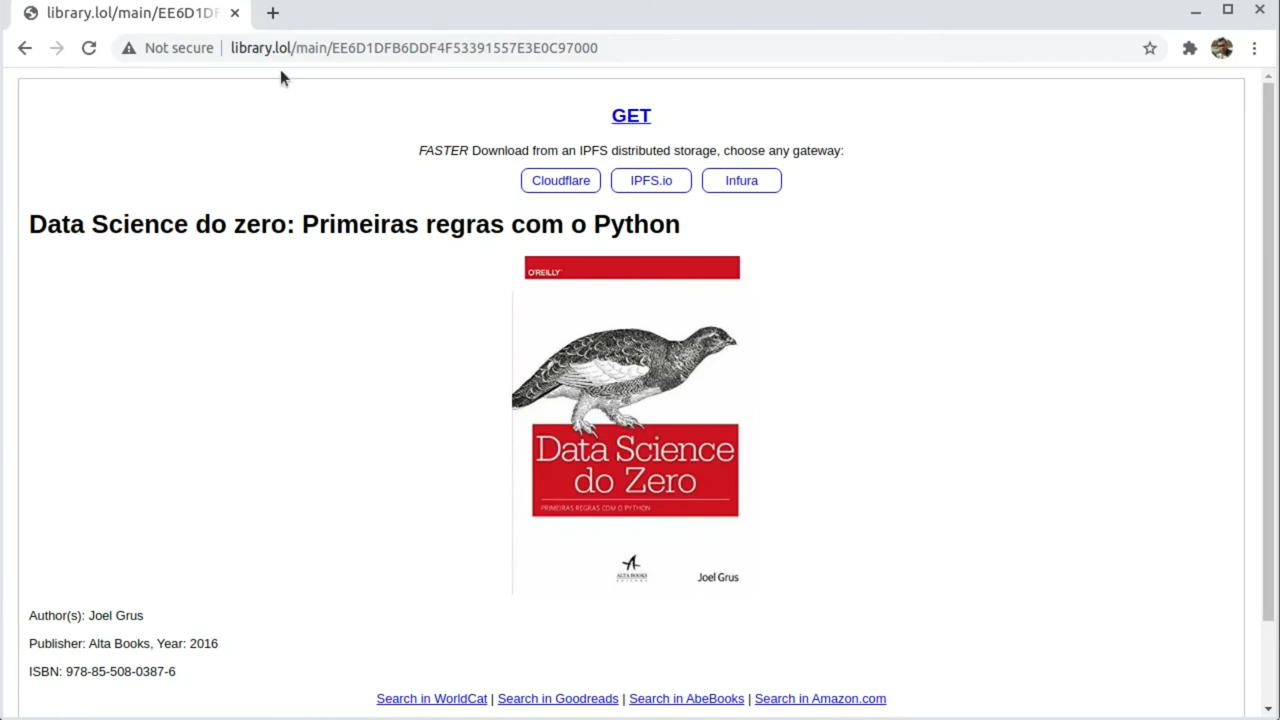 library.lol/main/EE6D1DF
Not secure
library.lol/main/EE6D1DFB6DDF4F53391557E3E0C97000
GET
FASTER Download from an IPFS distributed storage, choose any gateway:
Cloudflare IPFS.io Infura
Data Science do zero: Primeiras regras com o Python
O'REILLY
Data Science
do Zero
PRIMEIRAS REGRAS COM O PYTHON
ALTA BOOKS
EDITORA
Joel Grus
Author(s): Joel Grus
Publisher: Alta Books, Year: 2016
ISBN: 978-85-508-0387-6
Search in WorldCat | Search in Goodreads | Search in AbeBooks | Search in Amazon.com